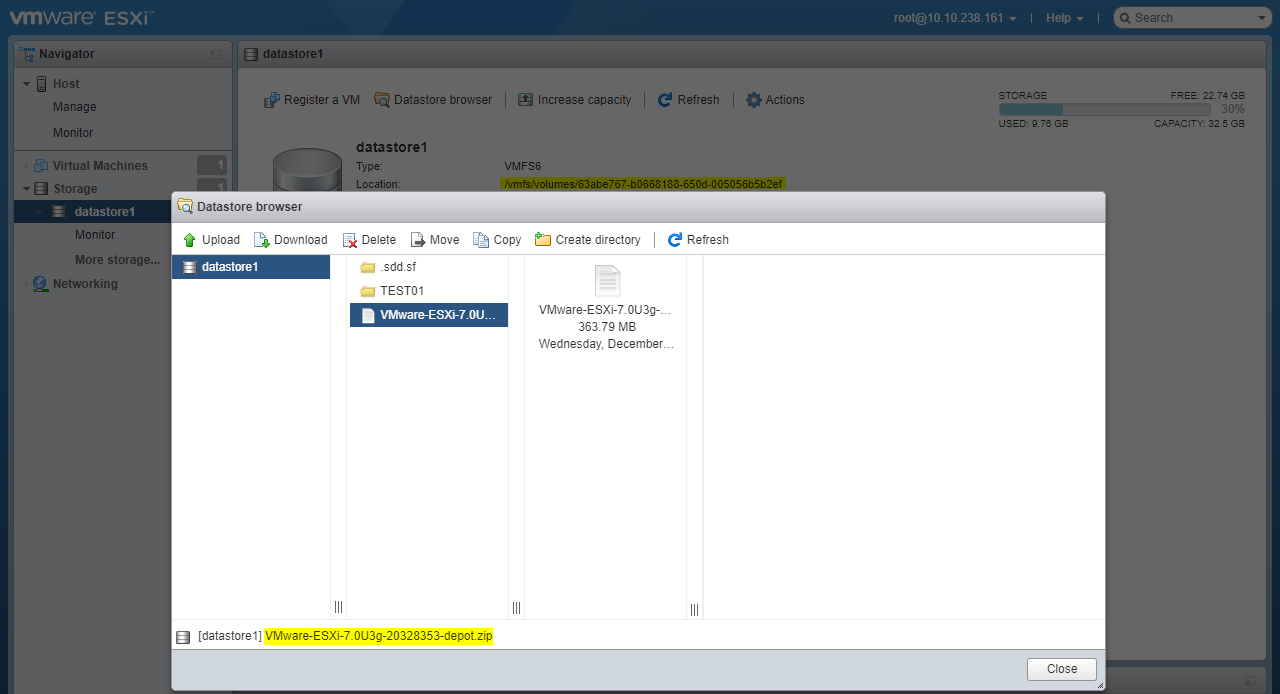 vmware ESXi™
root@10.10.238.161
Help
Search
Navigator
Host
Manage
Monitor
Virtual Machines
1
Storage
1
datastore1
Monitor
More storage...
Networking
datastore1
Register a VM
Datastore browser
Increase capacity
Refresh
Actions
STORAGE
FREE: 22.74 GB
30%
USED: 9.76 GB
CAPACITY: 32.5 GB
datastore1
Type:
VMFS6
Location:
/vmfs/volumes/63abe767-b0668188-650d-005056b5b2ef
Datastore browser
Upload
Download
Delete
Move
Copy
Create directory
Refresh
datastore1
.sdd.sf
TEST01
VMware-ESXi-7.0U...
VMware-ESXi-7.0U3g-...
363.79 MB
Wednesday, December...
[datastore1] VMware-ESXi-7.0U3g-20328353-depot.zip
Close